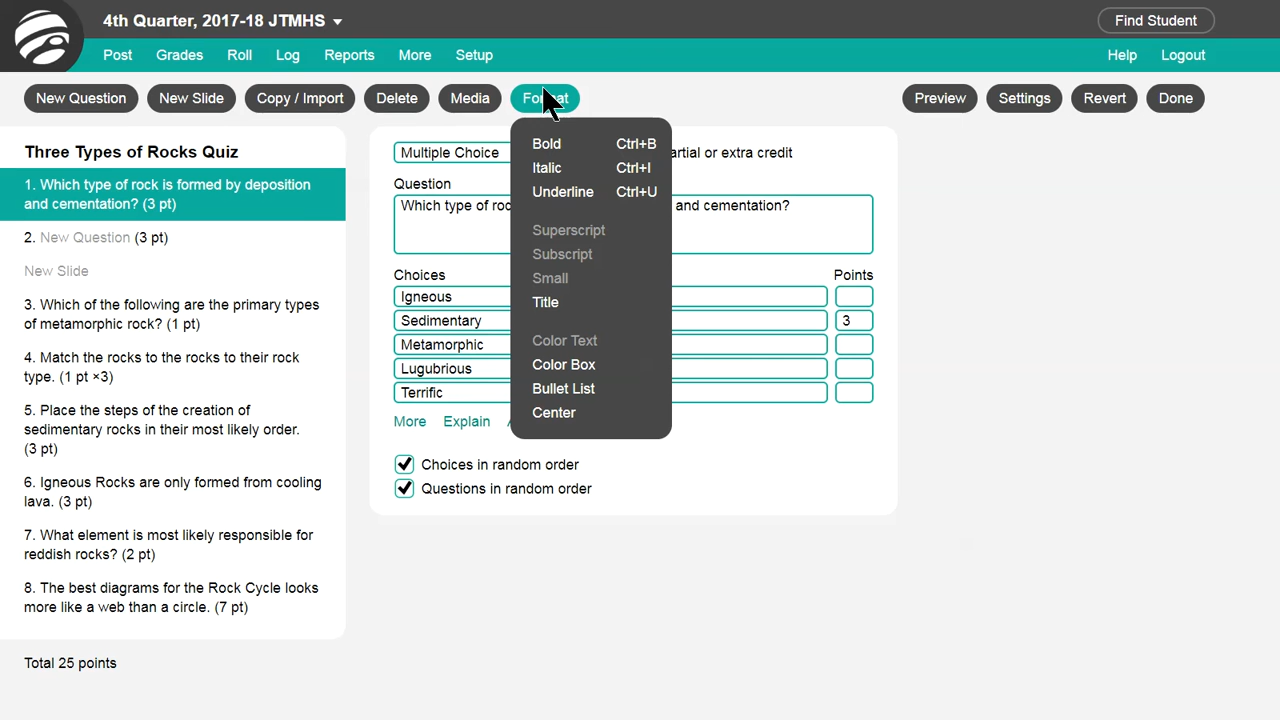 4th Quarter, 2017-18 JTMHS
Find Student
Post Grades Roll Log Reports More Setup Help Logout
New Question New Slide Copy / Import Delete Media Preview Settings Revert Done
Three Types of Rocks Quiz
1. Which type of rock is formed by deposition
and cementation? (3 pt)
2. New Question (3 pt)
New Slide
3. Which of the following are the primary types
of metamorphic rock? (1 pt)
4. Match the rocks to the rocks to their rock
type. (1 pt ×3)
5. Place the steps of the creation of
sedimentary rocks in their most likely order.
(3 pt)
6. Igneous Rocks are only formed from cooling
lava. (3 pt)
7. What element is most likely responsible for
reddish rocks? (2 pt)
8. The best diagrams for the Rock Cycle looks
more like a web than a circle. (7 pt)
Total 25 points
Bold Ctrl+B
Italic Ctrl+I
Underline Ctrl+U
Superscript
Subscript
Small
Title
Color Text
Color Box
Bullet List
Center
Multiple Choice or extra credit
Question
Which type of and cementation?
Choices Points
Igneous
Sedimentary 3
Metamorphic
Lugubrious
Terrific
More Explain
Choices in random order
Questions in random order